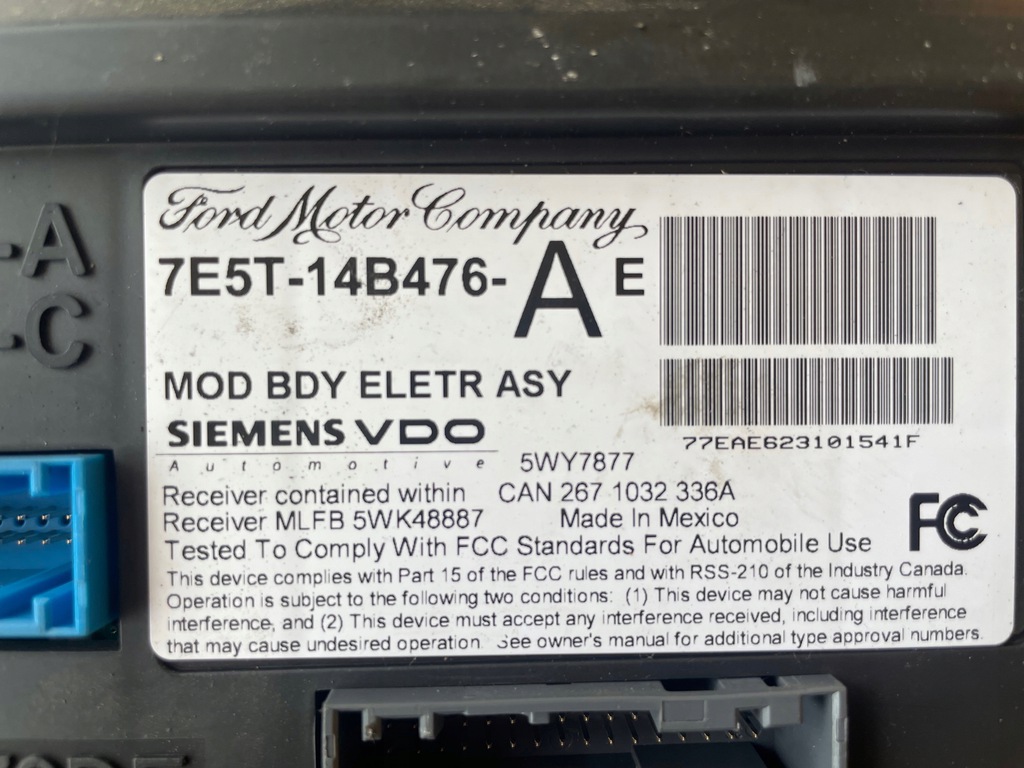 -A
-C
Ford Motor Company
7E5T-14B476-A E
MOD BDY ELETR ASY
SIEMENS VDO
Automotive
77EAE623101541F
5WY7877
Receiver contained within CAN 267 1032 336A
Receiver MLFB 5WK48887 Made In Mexico
FCC
Tested To Comply With FCC Standards For Automobile Use
This device complies with Part 15 of the FCC rules and with RSS-210 of the Industry Canada.
Operation is subject to the following two conditions: (1) This device may not cause harmful
interference, and (2) This device must accept any interference received, including interference
that may cause undesired operation. See owner's manual for additional type approval numbers.